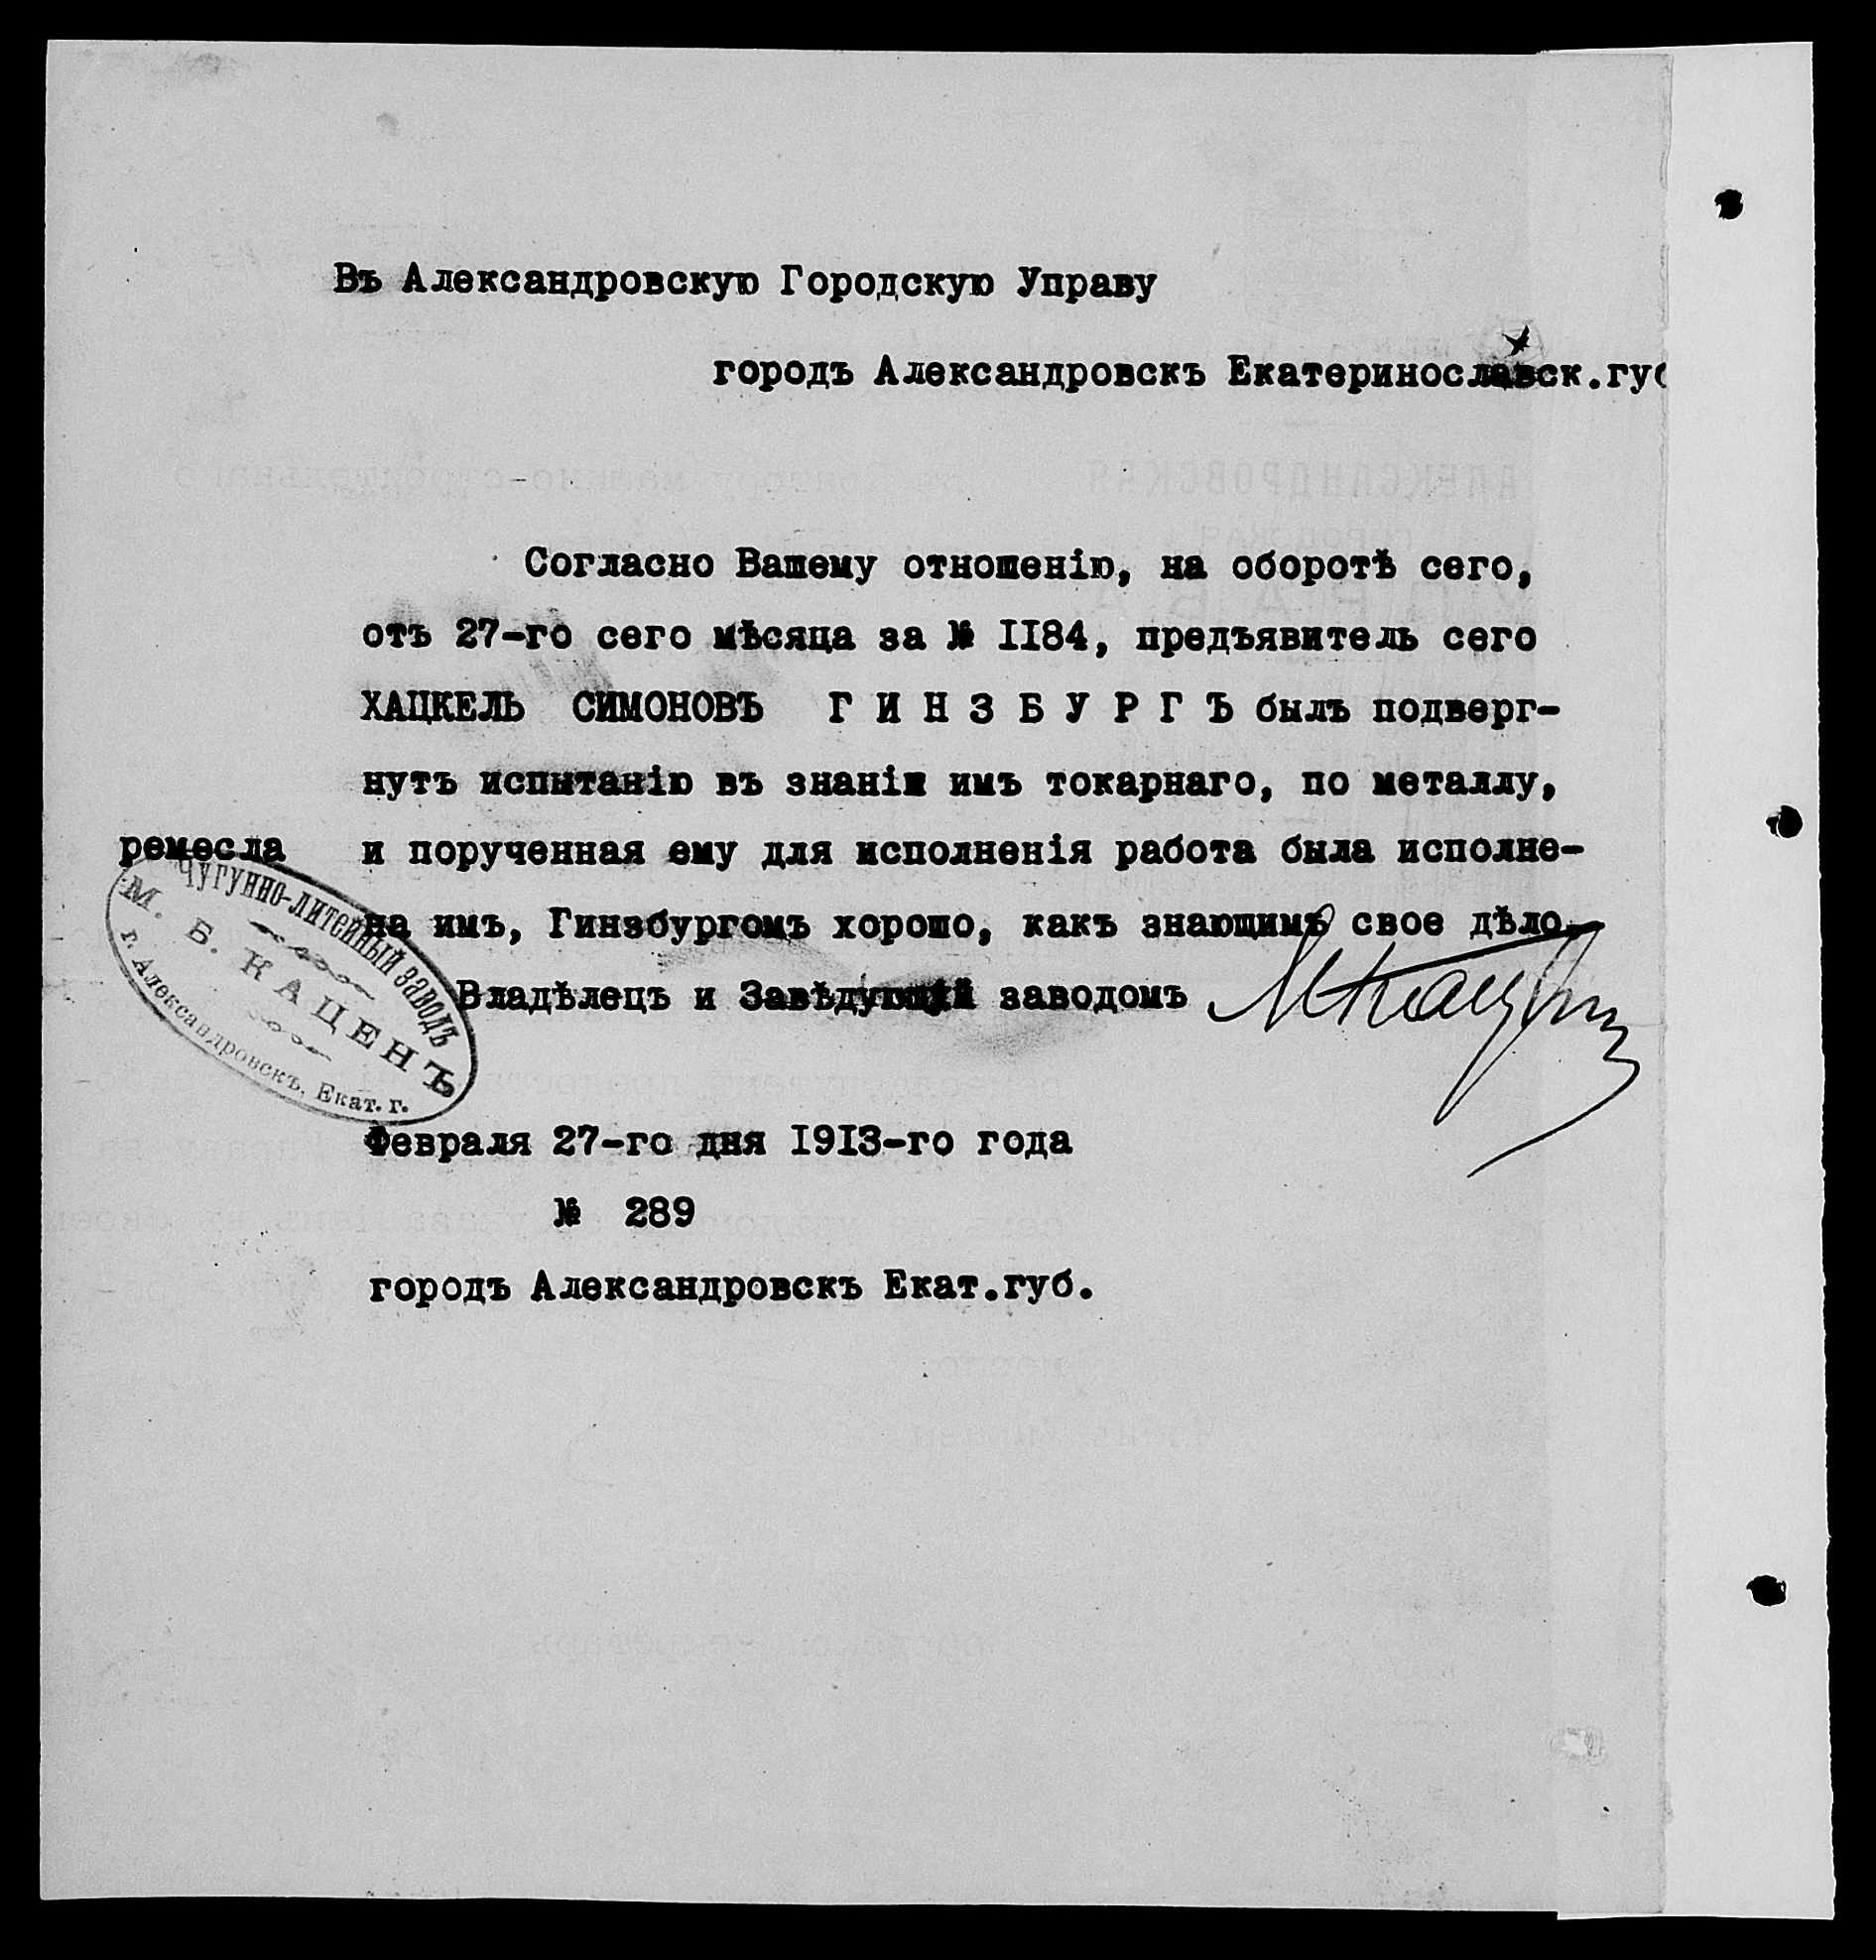 Въ Александровскую Городскую Управу
городъ Александровскъ Екатеринославск.губ
Согласно Вашему отношенію, на оборотѣ сего,
отъ 27-го сего мѣсяца за № II84, предъявитель сего
ХАЦКЕЛЬ СИМОНОВЪ Г И Н З Б У Р Г Ъ былъ подверг-
нутъ испытанію въ знаніи имъ токарнаго, по металлу,
ремесла и порученная ему для исполненія работа была исполне-
на имъ, Гинзбургомъ хорошо, какъ знающимъ свое дѣло.
Владѣлецъ и Завѣдующій заводомъ
ЧУГУННО-ЛИТЕЙНЫЙ ЗАВОДЪ
М. Б. КАЦЕНЪ
г. Александровскъ, Екат. г.
Февраля 27-го дня I9I3-го года
№ 289
городъ Александровскъ Екат.губ.